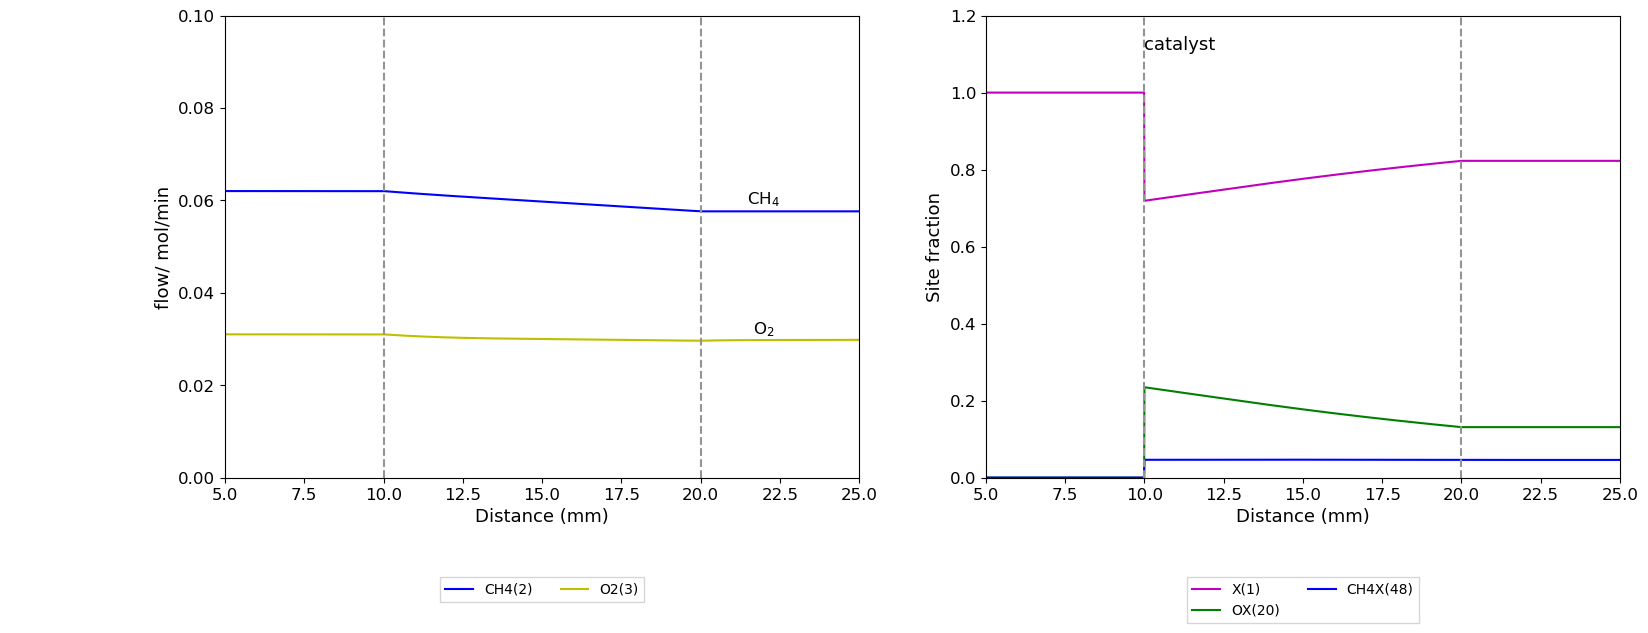 0.10
0.08
0.06
0.04
0.02
0.00
flow/ mol/min
CH₄
O₂
5.0 7.5 10.0 12.5 15.0 17.5 20.0 22.5 25.0
Distance (mm)
CH4(2) O2(3)
1.2
1.0
0.8
0.6
0.4
0.2
0.0
Site fraction
catalyst
5.0 7.5 10.0 12.5 15.0 17.5 20.0 22.5 25.0
Distance (mm)
X(1) CH4X(48)
OX(20)